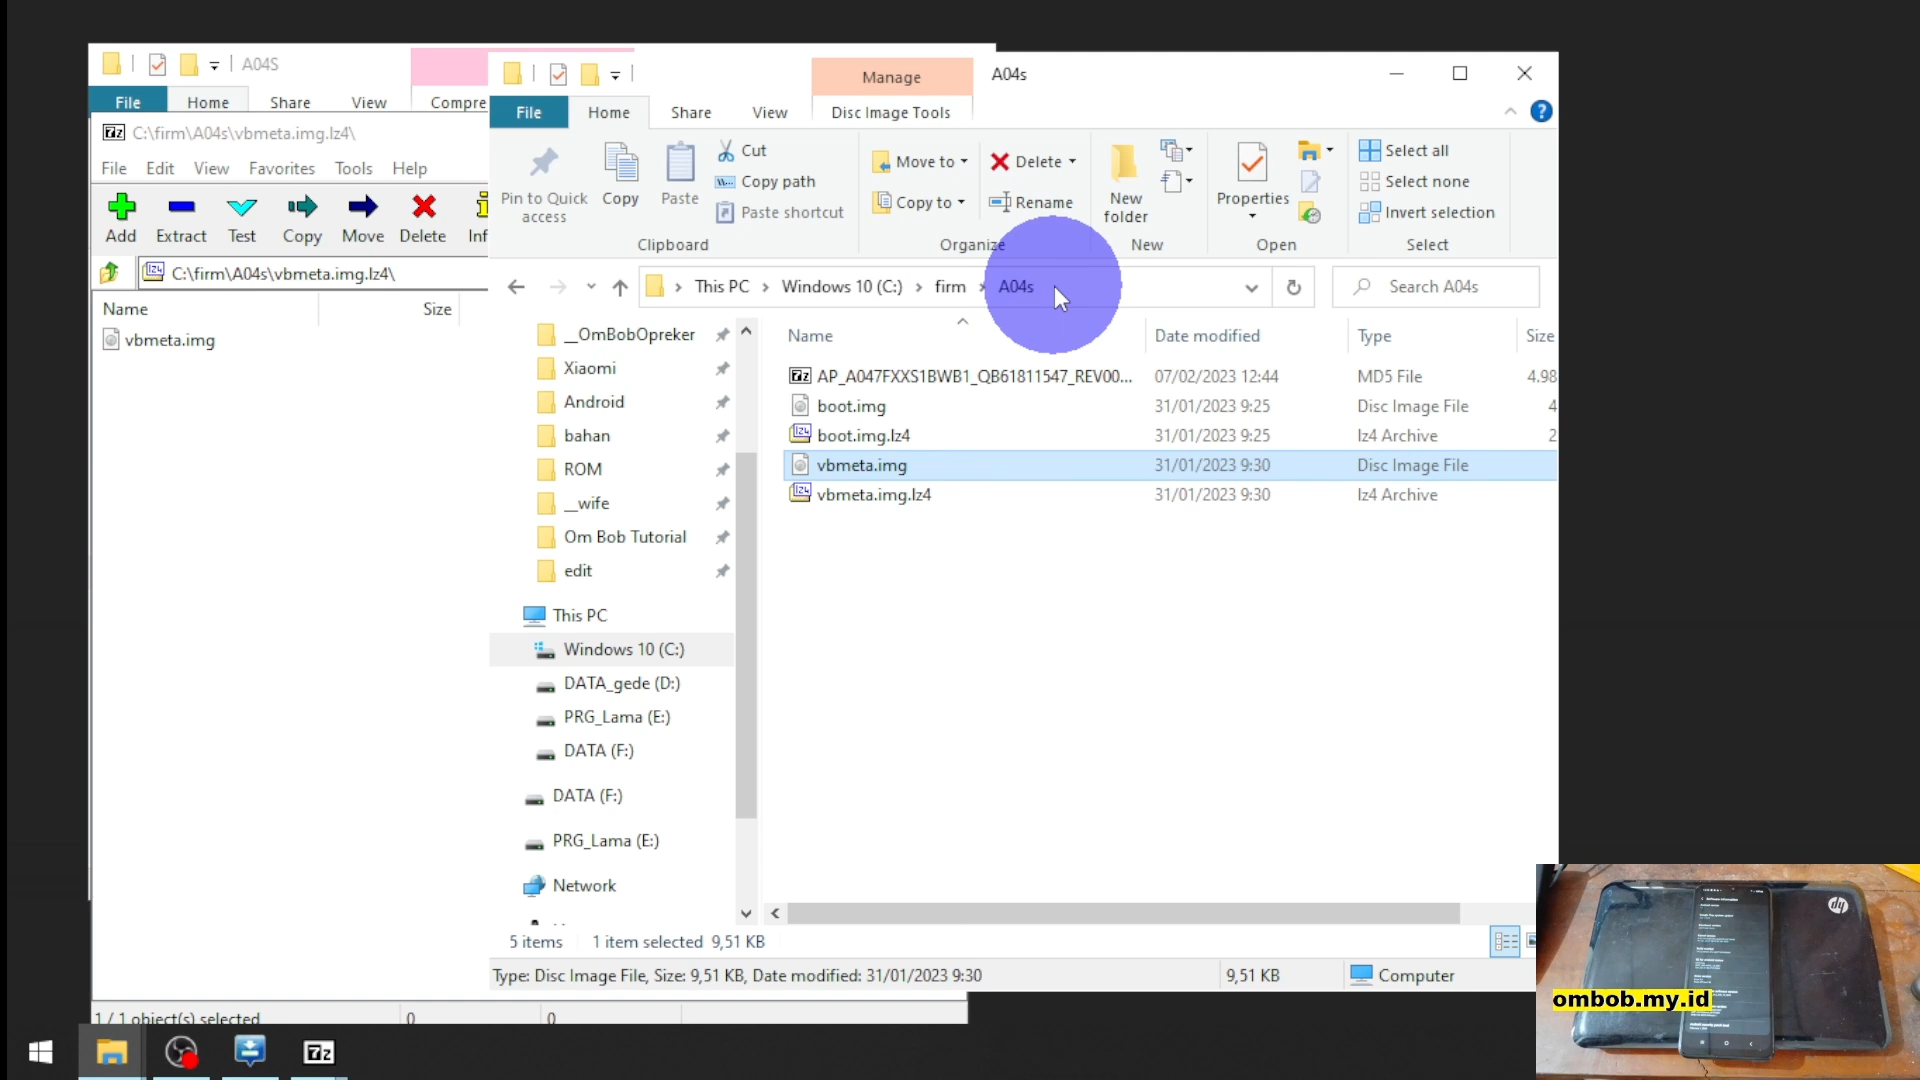 A04S
File Home Share View Compre
C:\firm\A04s\vbmeta.img.lz4\
File Edit View Favorites Tools Help
Add Extract Test Copy Move Delete Inf
C:\firm\A04s\vbmeta.img.lz4\
Name Size
vbmeta.img
1 / 1 object(s) selected 0 0
Manage A04s
File Home Share View Disc Image Tools
Pin to Quick access
Copy
Paste
Cut
Copy path
Paste shortcut
Clipboard
Move to
Copy to
Delete
Rename
Organize
New folder
New
Properties
Open
Select all
Select none
Invert selection
Select
This PC Windows 10 (C:) firm A04s
Search A04s
__OmBobOpreker
Xiaomi
Android
bahan
ROM
__wife
Om Bob Tutorial
edit
This PC
Windows 10 (C:)
DATA_gede (D:)
PRG_Lama (E:)
DATA (F:)
DATA (F:)
PRG_Lama (E:)
Network
Name Date modified Type Size
AP_A047FXXS1BWB1_QB61811547_REV00... 07/02/2023 12:44 MD5 File 4.98
boot.img 31/01/2023 9:25 Disc Image File 4
boot.img.lz4 31/01/2023 9:25 lz4 Archive 2
vbmeta.img 31/01/2023 9:30 Disc Image File
vbmeta.img.lz4 31/01/2023 9:30 lz4 Archive
5 items 1 item selected 9,51 KB
Type: Disc Image File, Size: 9,51 KB, Date modified: 31/01/2023 9:30 9,51 KB Computer
hp
ombob.my.id